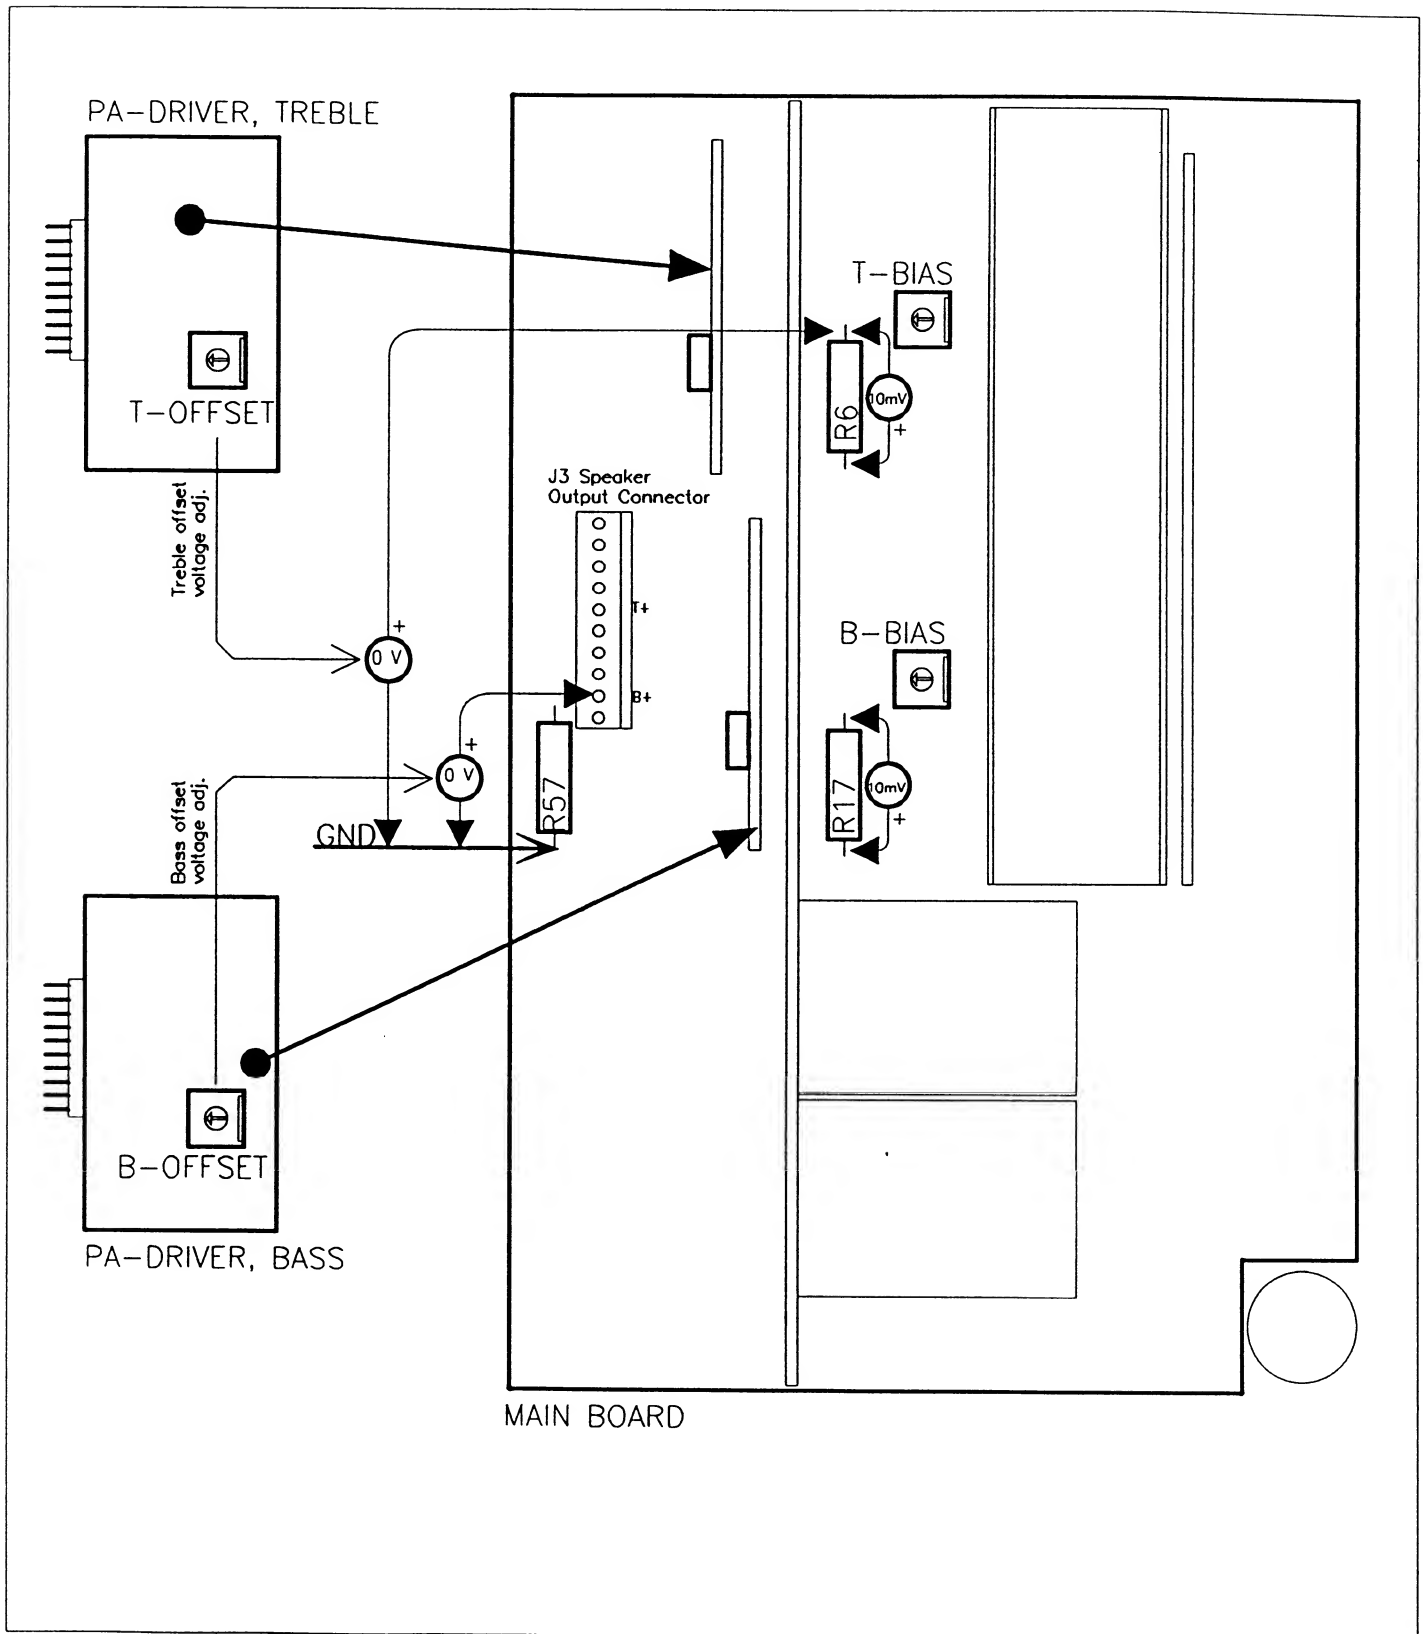 PA-DRIVER, TREBLE
T-OFFSET
Treble offset
voltage adj.
T-BIAS
10mV
+
R6
J3 Speaker
Output Connector
T+
B+
+
0 V
+
0 V
GND
R57
B-BIAS
10mV
+
R17
Bass offset
voltage adj.
B-OFFSET
PA-DRIVER, BASS
MAIN BOARD